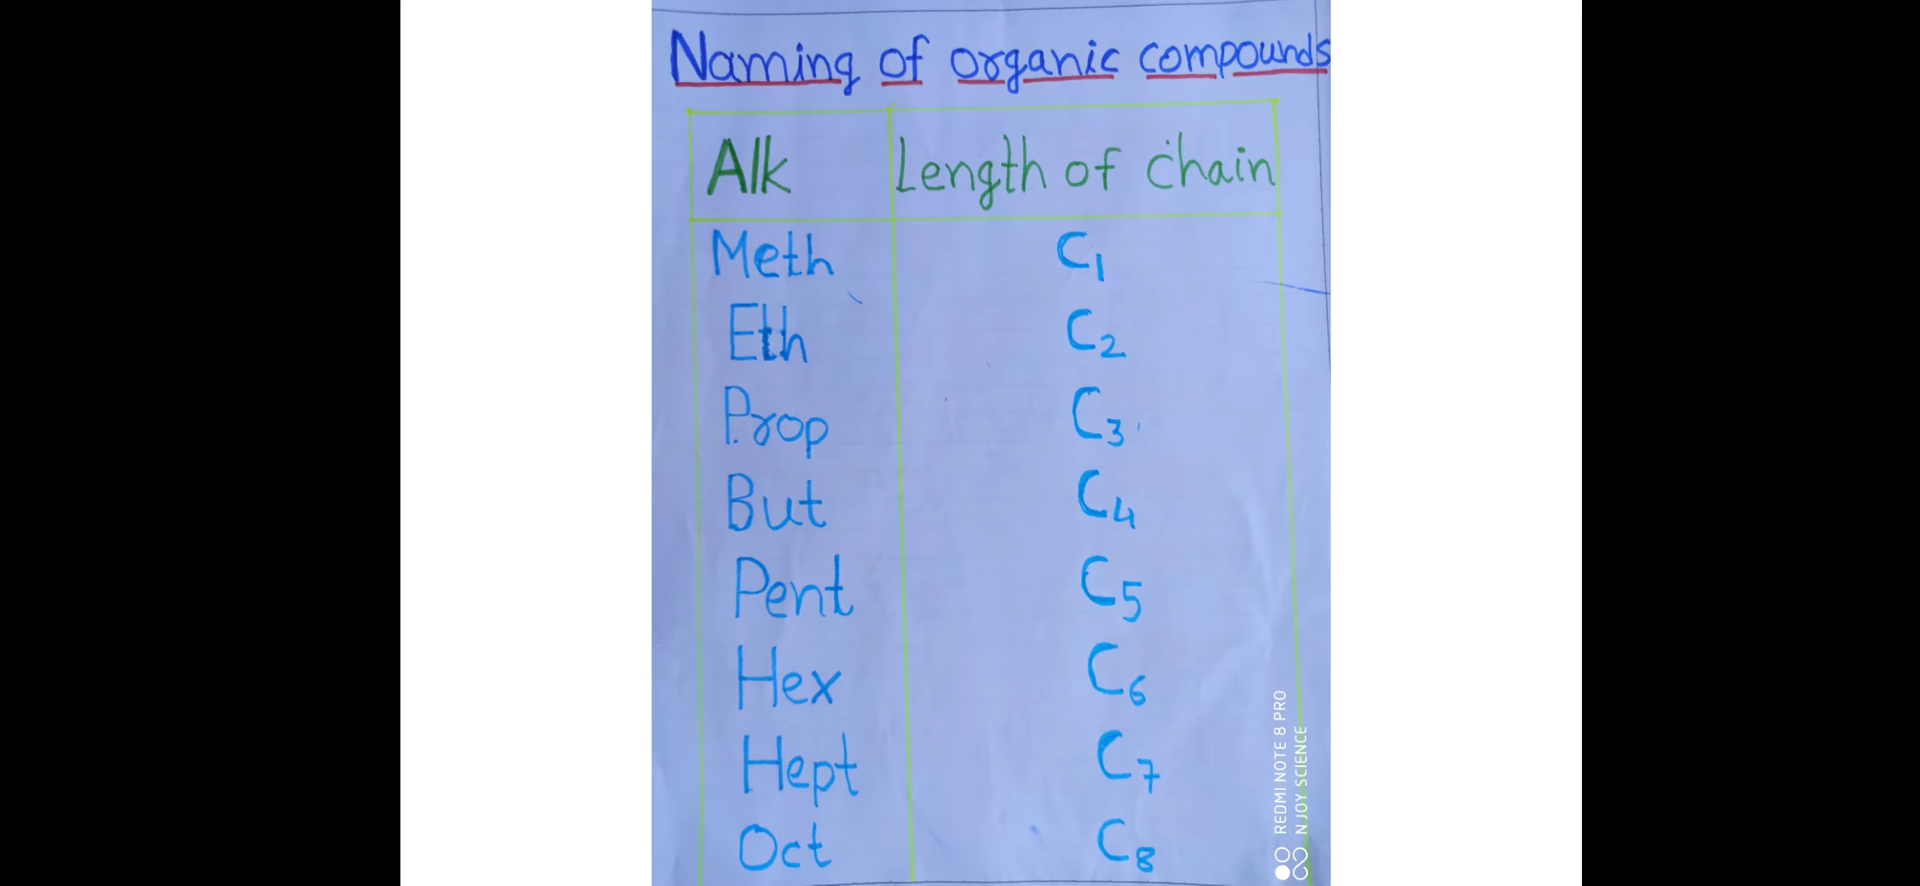 Naming of organic compounds
Alk Length of chain
Meth C₁
Eth C₂
Prop C₃
But C₄
Pent C₅
Hex C₆
Hept C₇
Oct C₈
REDMI NOTE 8 PRO
N JOY SCIENCE